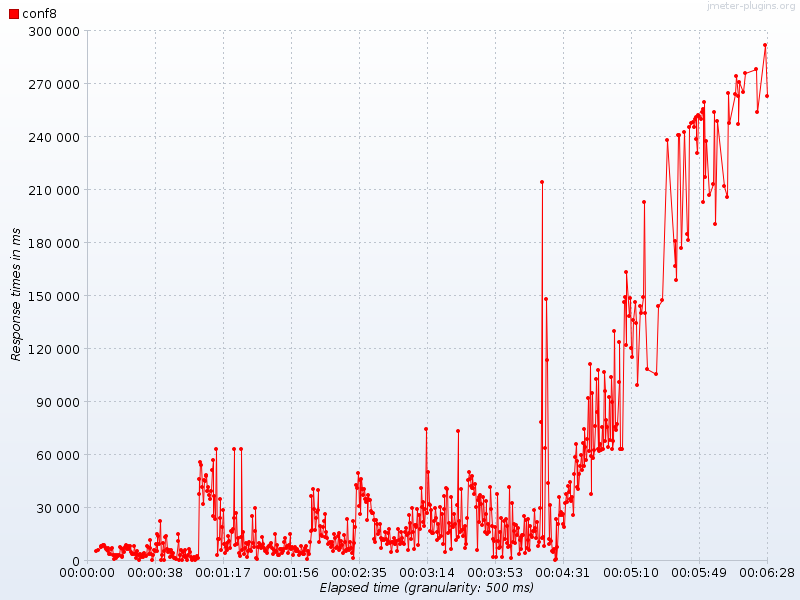 jmeter-plugins.org
conf8
300 000
270 000
240 000
210 000
180 000
150 000
120 000
90 000
60 000
30 000
0
Response times in ms
00:00:00 00:00:38 00:01:17 00:01:56 00:02:35 00:03:14 00:03:53 00:04:31 00:05:10 00:05:49 00:06:28
Elapsed time (granularity: 500 ms)